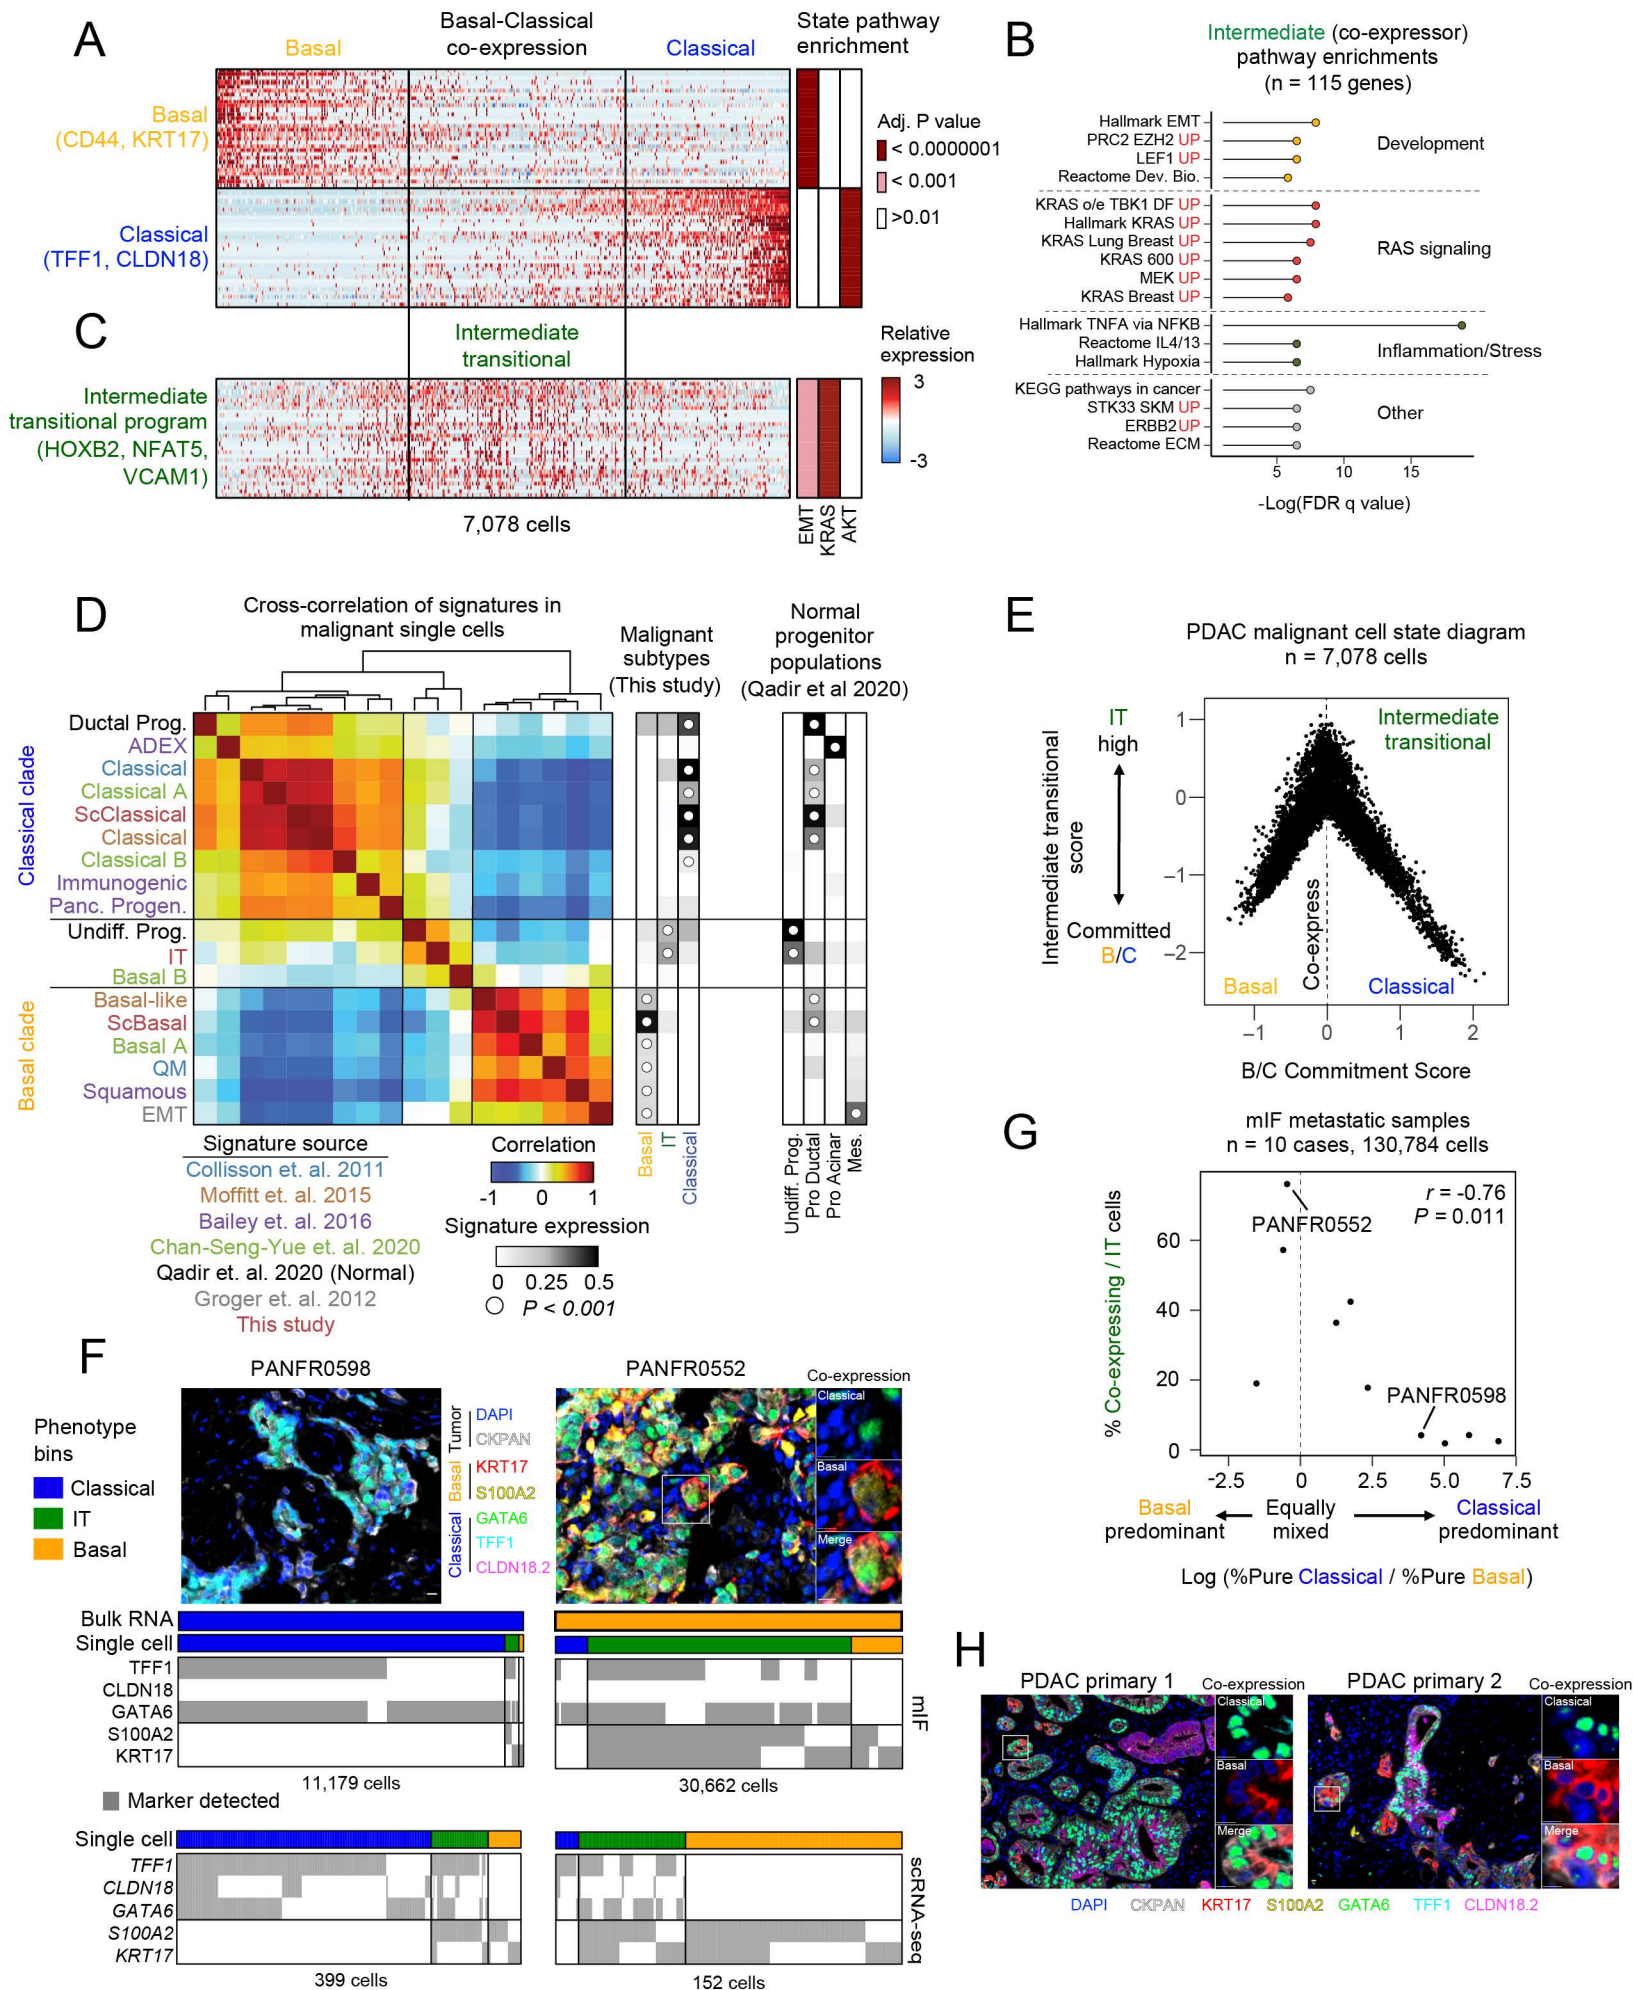 A
Basal
Basal-Classical
co-expression
Classical
State pathway
enrichment
Basal
(CD44, KRT17)
Classical
(TFF1, CLDN18)
Adj. P value
< 0.0000001
< 0.001
>0.01
C
Intermediate
transitional
Intermediate
transitional program
(HOXB2, NFAT5,
VCAM1)
7,078 cells
Relative
expression
3
-3
EMT
KRAS
AKT
B
Intermediate (co-expressor)
pathway enrichments
(n = 115 genes)
Hallmark EMT
PRC2 EZH2 UP
LEF1 UP
Reactome Dev. Bio.
Development
KRAS o/e TBK1 DF UP
Hallmark KRAS UP
KRAS Lung Breast UP
KRAS 600 UP
MEK UP
KRAS Breast UP
RAS signaling
Hallmark TNFA via NFKB
Reactome IL4/13
Hallmark Hypoxia
Inflammation/Stress
KEGG pathways in cancer
STK33 SKM UP
ERBB2 UP
Reactome ECM
Other
5 10 15
-Log(FDR q value)
D
Cross-correlation of signatures in
malignant single cells
Malignant
subtypes
(This study)
Normal
progenitor
populations
(Qadir et al 2020)
Classical clade
Basal clade
Ductal Prog.
ADEX
Classical
Classical A
ScClassical
Classical
Classical B
Immunogenic
Panc. Progen.
Undiff. Prog.
IT
Basal B
Basal-like
ScBasal
Basal A
QM
Squamous
EMT
Basal
IT
Classical
Undiff. Prog.
Pro Ductal
Pro Acinar
Mes.
Signature source
Collisson et. al. 2011
Moffitt et. al. 2015
Bailey et. al. 2016
Chan-Seng-Yue et. al. 2020
Qadir et. al. 2020 (Normal)
Groger et. al. 2012
This study
Correlation
-1 0 1
Signature expression
0 0.25 0.5
P < 0.001
E
PDAC malignant cell state diagram
n = 7,078 cells
Intermediate transitional
score
IT
high
Committed
B/C
1
0
−1
−2
Intermediate
transitional
Co-express
Basal
Classical
−1 0 1 2
B/C Commitment Score
G
mIF metastatic samples
n = 10 cases, 130,784 cells
% Co-expressing / IT cells
60
40
20
0
r = -0.76
P = 0.011
PANFR0552
PANFR0598
−2.5 0 2.5 5.0 7.5
Basal
predominant
Equally
mixed
Classical
predominant
Log (%Pure Classical / %Pure Basal)
F
PANFR0598
PANFR0552
Co-expression
Phenotype
bins
Classical
IT
Basal
Tumor
DAPI
CKPAN
Basal
KRT17
S100A2
Classical
GATA6
TFF1
CLDN18.2
Classical
Basal
Merge
Bulk RNA
Single cell
TFF1
CLDN18
GATA6
S100A2
KRT17
mIF
11,179 cells
30,662 cells
Marker detected
Single cell
TFF1
CLDN18
GATA6
S100A2
KRT17
scRNA-seq
399 cells
152 cells
H
PDAC primary 1
Co-expression
PDAC primary 2
Co-expression
Classical
Basal
Merge
Classical
Basal
Merge
DAPI CKPAN KRT17 S100A2 GATA6 TFF1 CLDN18.2